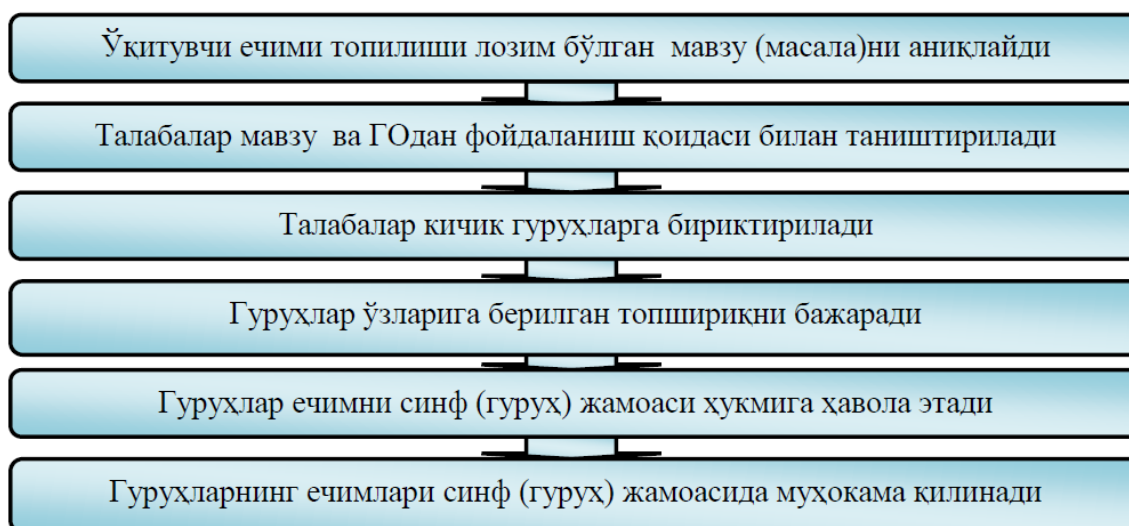 Ўқитувчи ечими топилиши лозим бўлган мавзу (масала)ни аниқлайди
Талабалар мавзу ва ГОдан фойдаланиш қоидаси билан таништирилади
Талабалар кичик гуруҳларга бириктирилади
Гуруҳлар ўзларига берилган топшириқни бажаради
Гуруҳлар ечимни синф (гуруҳ) жамоаси ҳукмига ҳавола этади
Гуруҳларнинг ечимлари синф (гуруҳ) жамоасида муҳокама қилинади